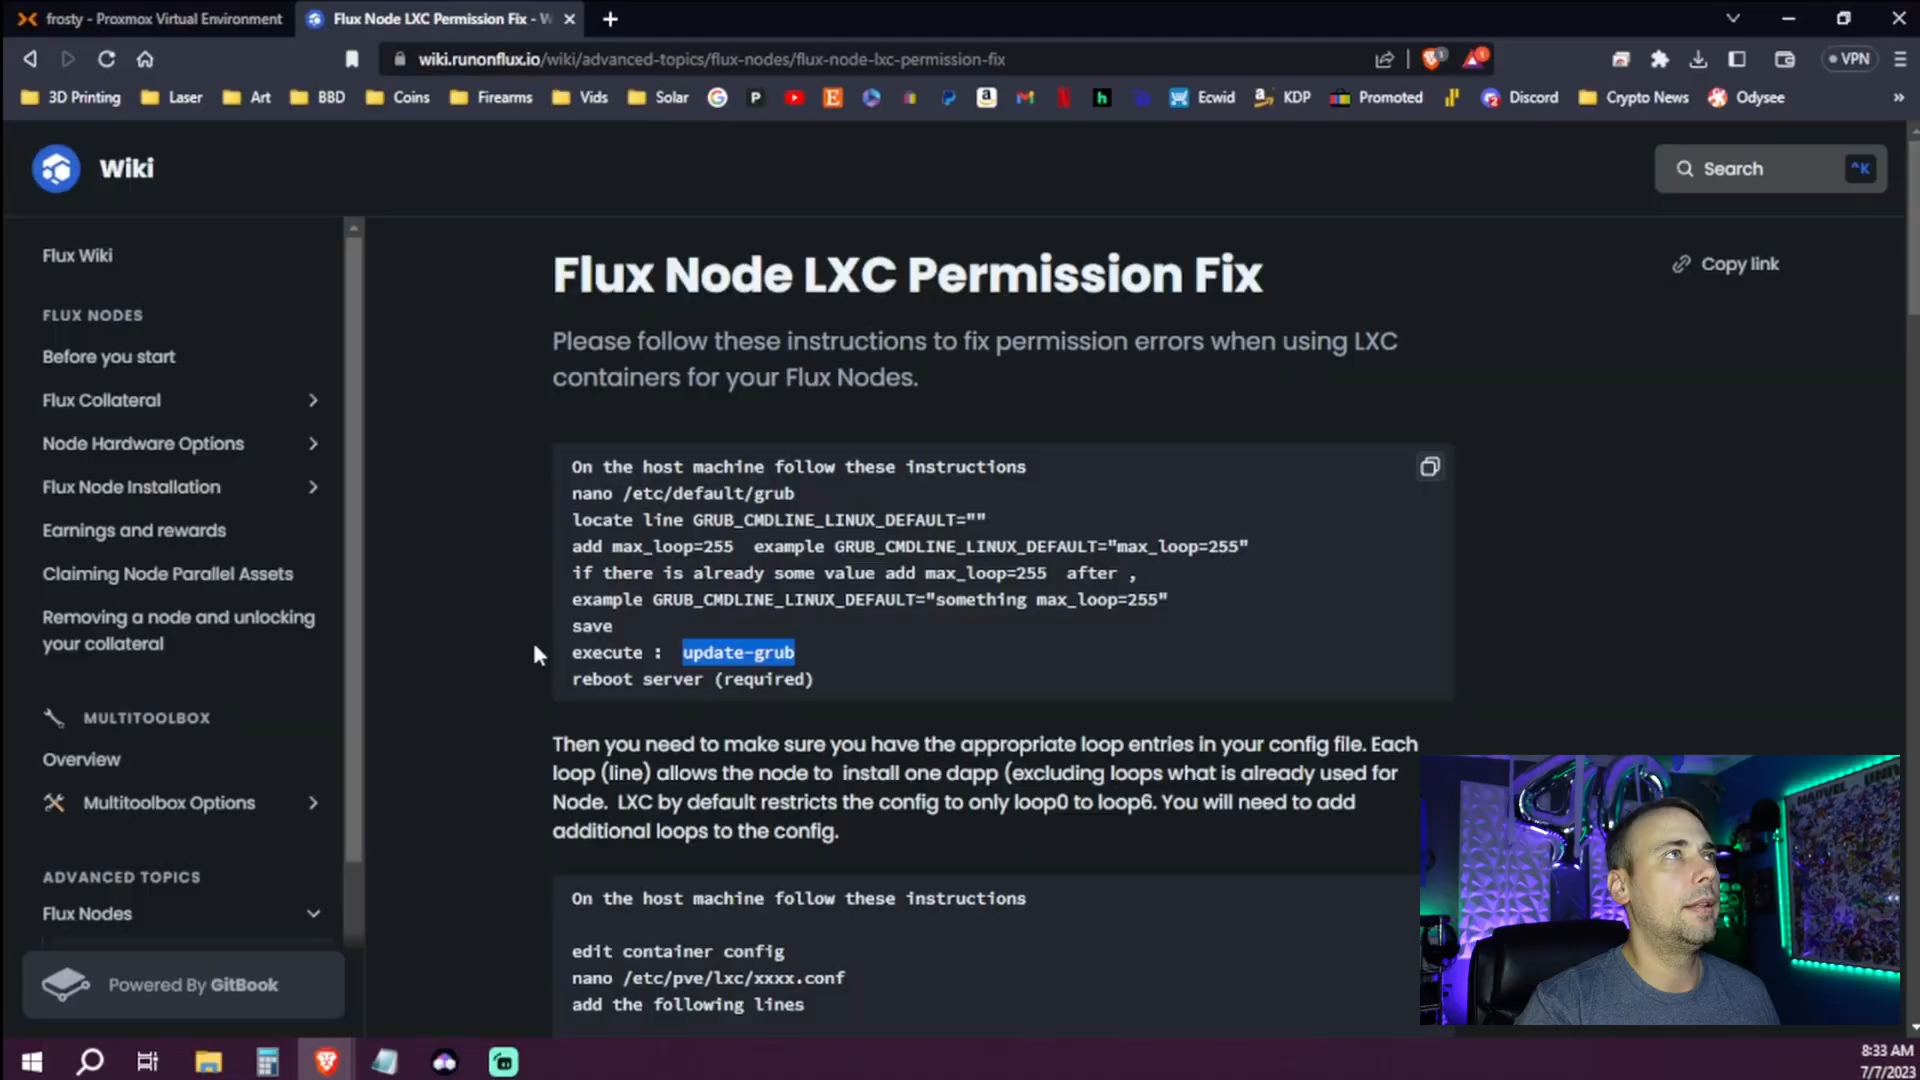 frosty - Proxmox Virtual Environment
Flux Node LXC Permission Fix - W
wiki.runonflux.io/wiki/advanced-topics/flux-nodes/flux-node-lxc-permission-fix
1
1
VPN
3D Printing
Laser
Art
BBD
Coins
Firearms
Vids
Solar
Ecwid
KDP
Promoted
Discord
Crypto News
Odysee
»
Wiki
Search
^K
Flux Wiki
FLUX NODES
Before you start
Flux Collateral
Node Hardware Options
Flux Node Installation
Earnings and rewards
Claiming Node Parallel Assets
Removing a node and unlocking
your collateral
MULTITOOLBOX
Overview
Multitoolbox Options
ADVANCED TOPICS
Flux Nodes
Powered By GitBook
Flux Node LXC Permission Fix
Copy link
Please follow these instructions to fix permission errors when using LXC
containers for your Flux Nodes.
On the host machine follow these instructions
nano /etc/default/grub
locate line GRUB_CMDLINE_LINUX_DEFAULT=""
add max_loop=255  example GRUB_CMDLINE_LINUX_DEFAULT="max_loop=255"
if there is already some value add max_loop=255  after ,
example GRUB_CMDLINE_LINUX_DEFAULT="something max_loop=255"
save
execute :  update-grub
reboot server (required)
Then you need to make sure you have the appropriate loop entries in your config file. Each
loop (line) allows the node to  install one dapp (excluding loops what is already used for
Node.  LXC by default restricts the config to only loop0 to loop6. You will need to add
additional loops to the config.
On the host machine follow these instructions
edit container config
nano /etc/pve/lxc/xxxx.conf
add the following lines
8:33 AM
7/7/2023